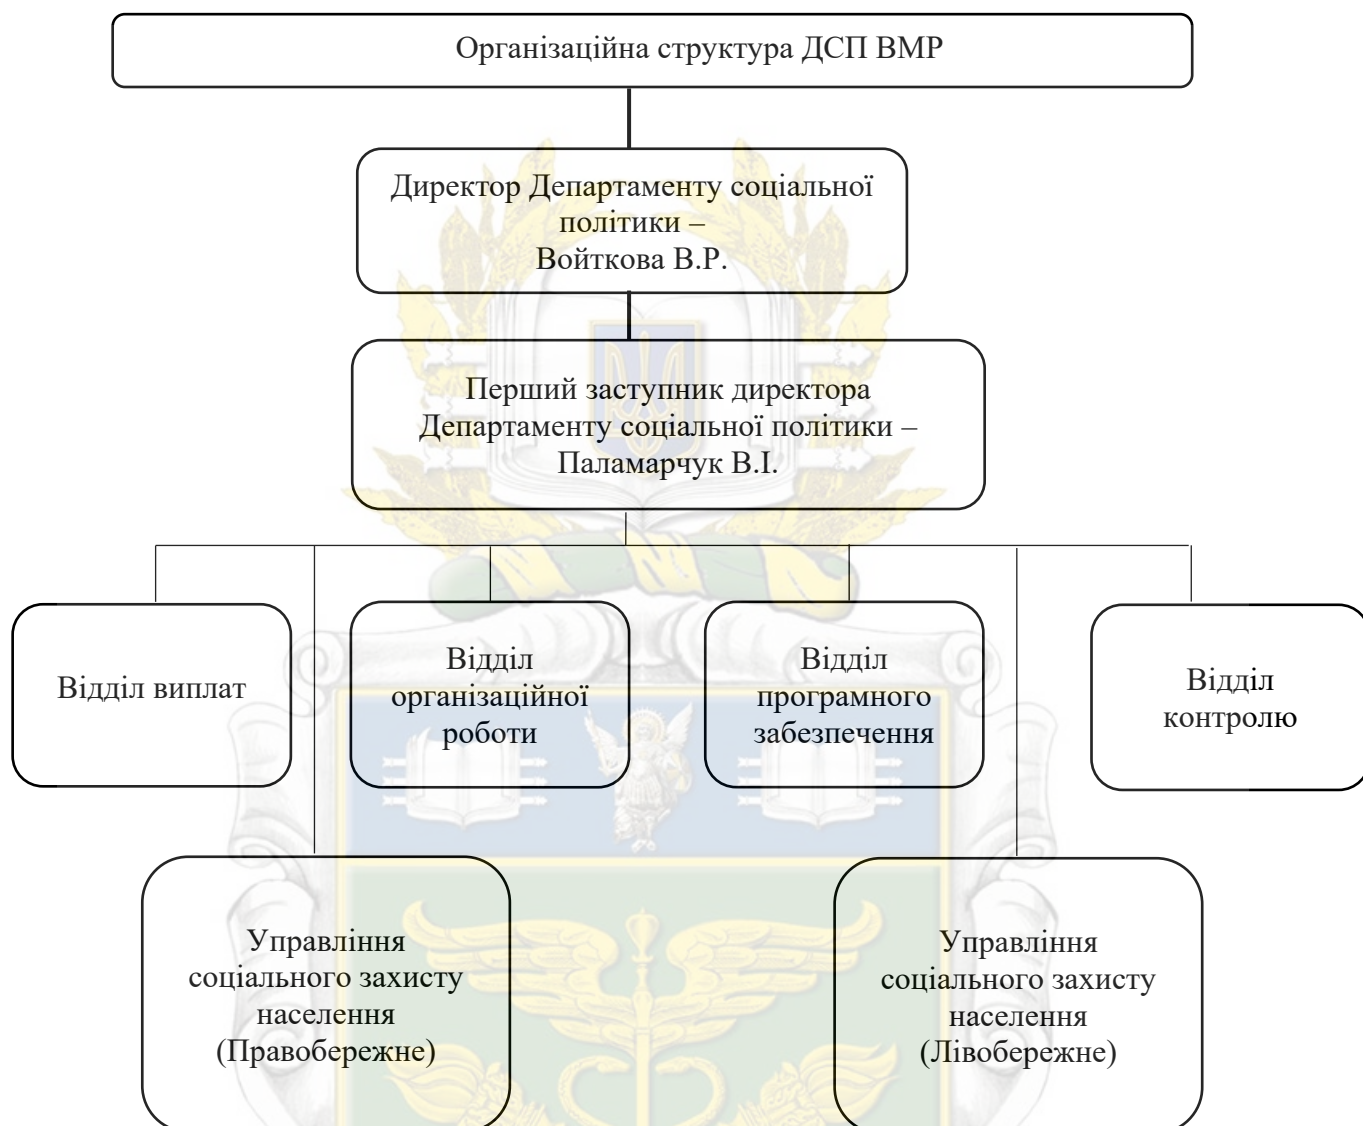 Організаційна структура ДСП ВМР
Директор Департаменту соціальної
політики –
Войткова В.Р.
Перший заступник директора
Департаменту соціальної політики –
Паламарчук В.І.
Відділ виплат
Відділ
організаційної
роботи
Відділ
програмного
забезпечення
Відділ
контролю
Управління
соціального захисту
населення
(Правобережне)
Управління
соціального захисту
населення
(Лівобережне)